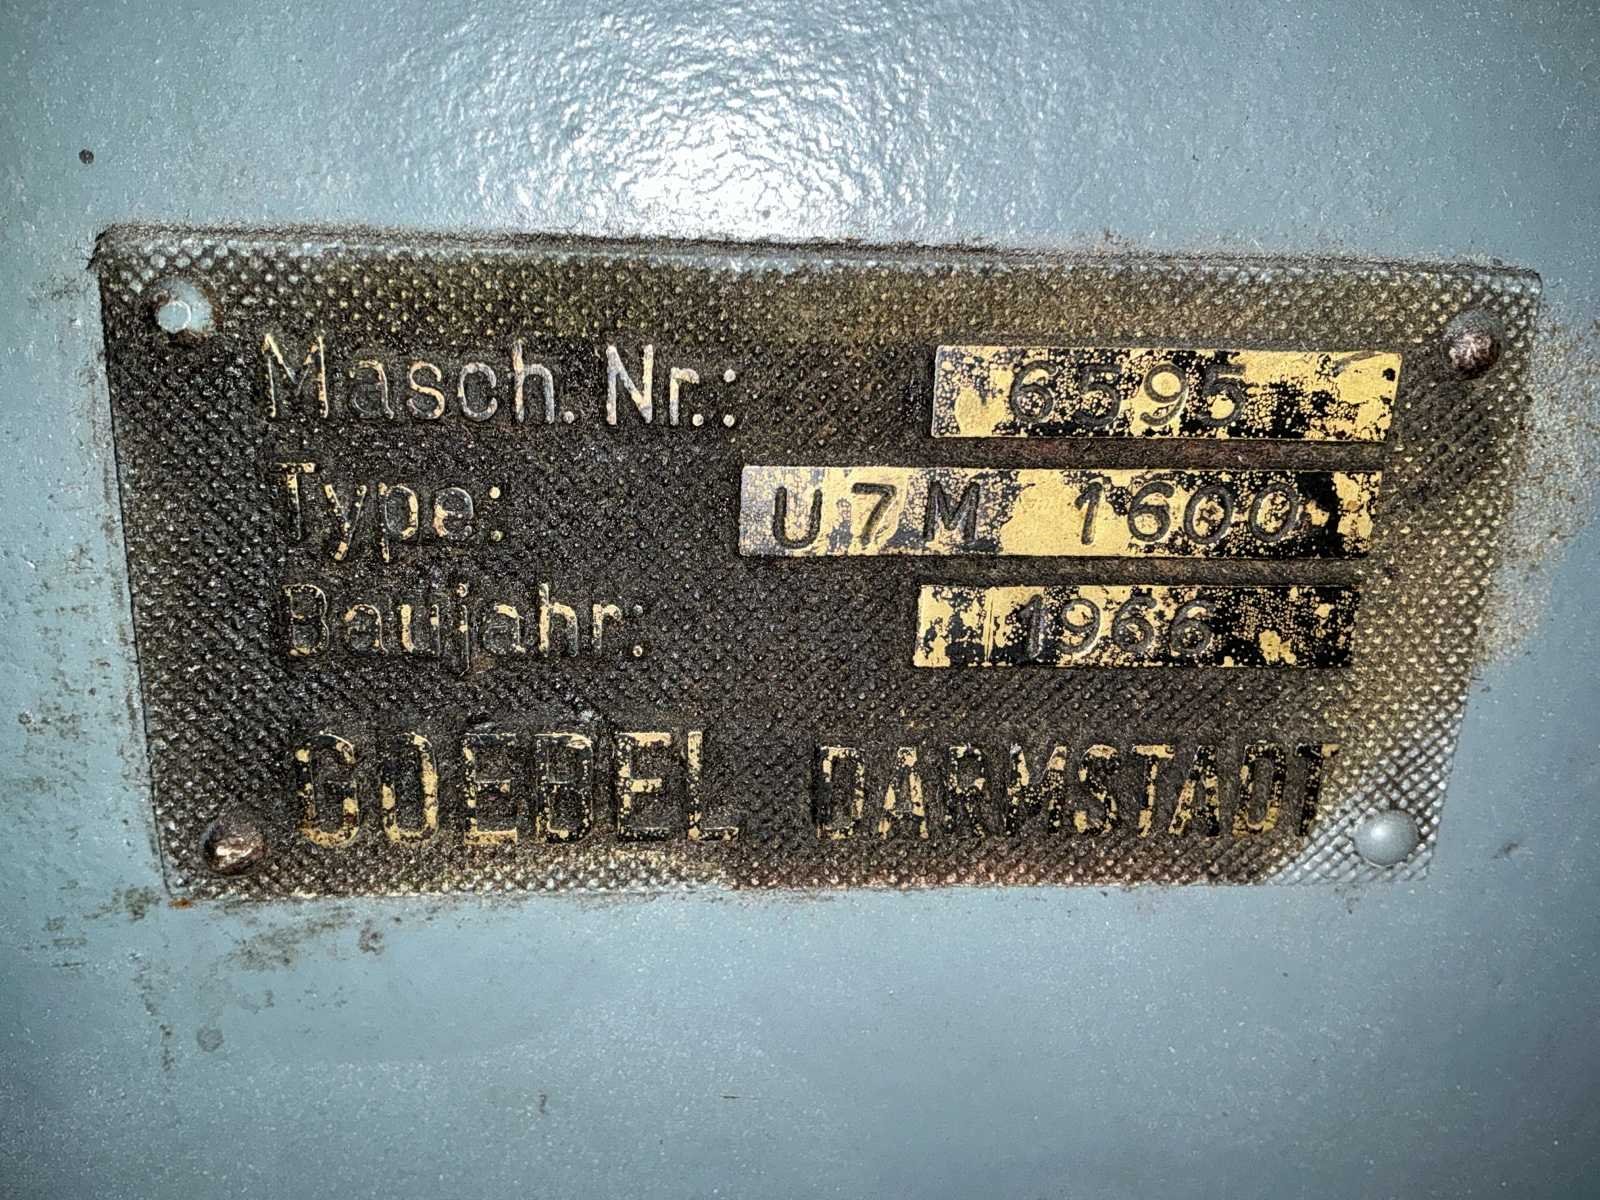 Masch. Nr.: 6595
Type: U7M 1600
Baujahr: 1966
GOEBEL DARMSTADT